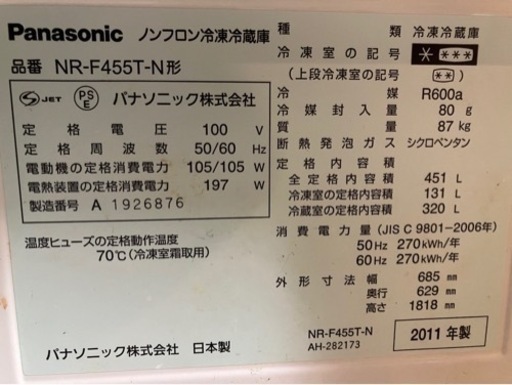 Panasonic ノンフロン冷凍冷蔵庫
品番 NR-F455T-N形
S JET PSE パナソニック株式会社
定格電圧 100 V
定格周波数 50/60 Hz
電動機の定格消費電力 105/105 W
電熱装置の定格消費電力 197 W
製造番号 A 1926876
温度ヒューズの定格動作温度
70℃(冷凍室霜取用)
パナソニック株式会社 日本製
種類 冷凍冷蔵庫
冷凍室の記号 * ***
(上段冷凍室の記号 **)
冷媒 R600a
冷媒封入量 80 g
質量 87 kg
断熱発泡ガス シクロペンタン
定格内容積
全定格内容積 451 L
冷凍室の定格内容積 131 L
冷蔵室の定格内容積 320 L
消費電力量(JIS C 9801-2006年)
50Hz 270kWh/年
60Hz 270kWh/年
外形寸法 幅 685 mm
奥行 629 mm
高さ 1818 mm
NR-F455T-N
AH-282173
2011年製